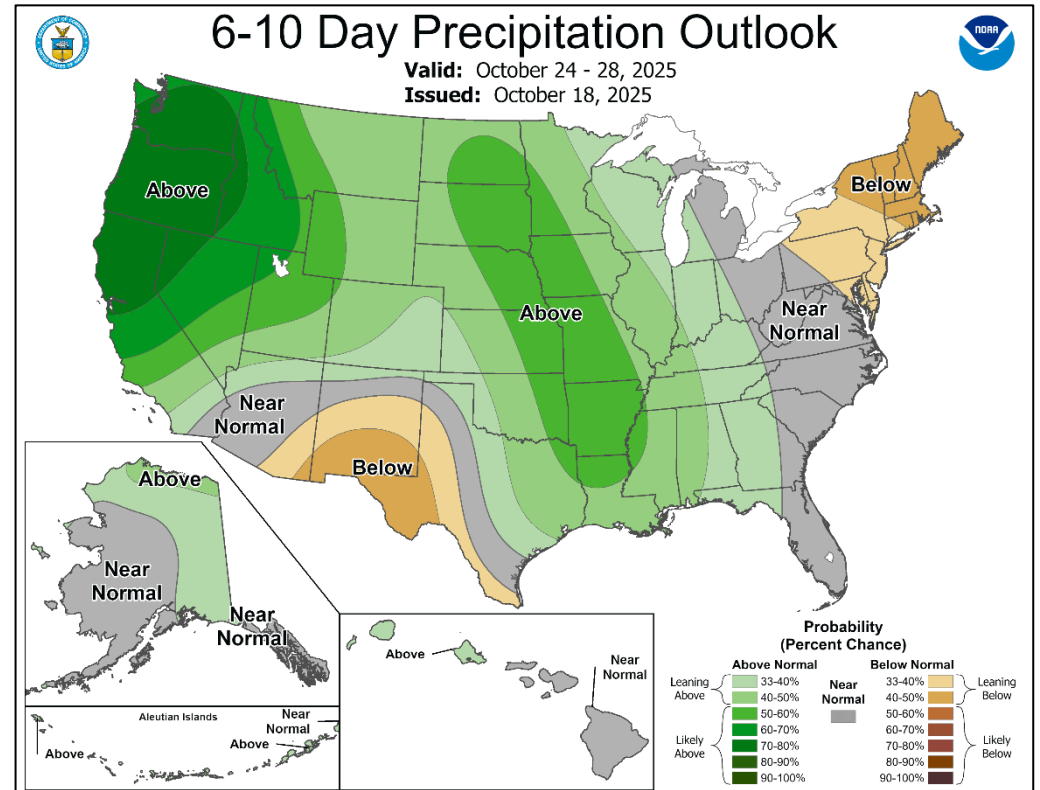 6-10 Day Precipitation Outlook
Valid: October 24 - 28, 2025
Issued: October 18, 2025
NOAA
Above
Below
Above
Near
Normal
Near
Normal
Below
Above
Near
Normal
Near
Normal
Aleutian Islands
Near
Normal
Above
Above
Above
Near
Normal
Probability
(Percent Chance)
Above Normal
Below Normal
Leaning
Above
33-40%
40-50%
Likely
Above
50-60%
60-70%
70-80%
80-90%
90-100%
Near
Normal
33-40%
40-50%
Leaning
Below
50-60%
60-70%
70-80%
80-90%
90-100%
Likely
Below